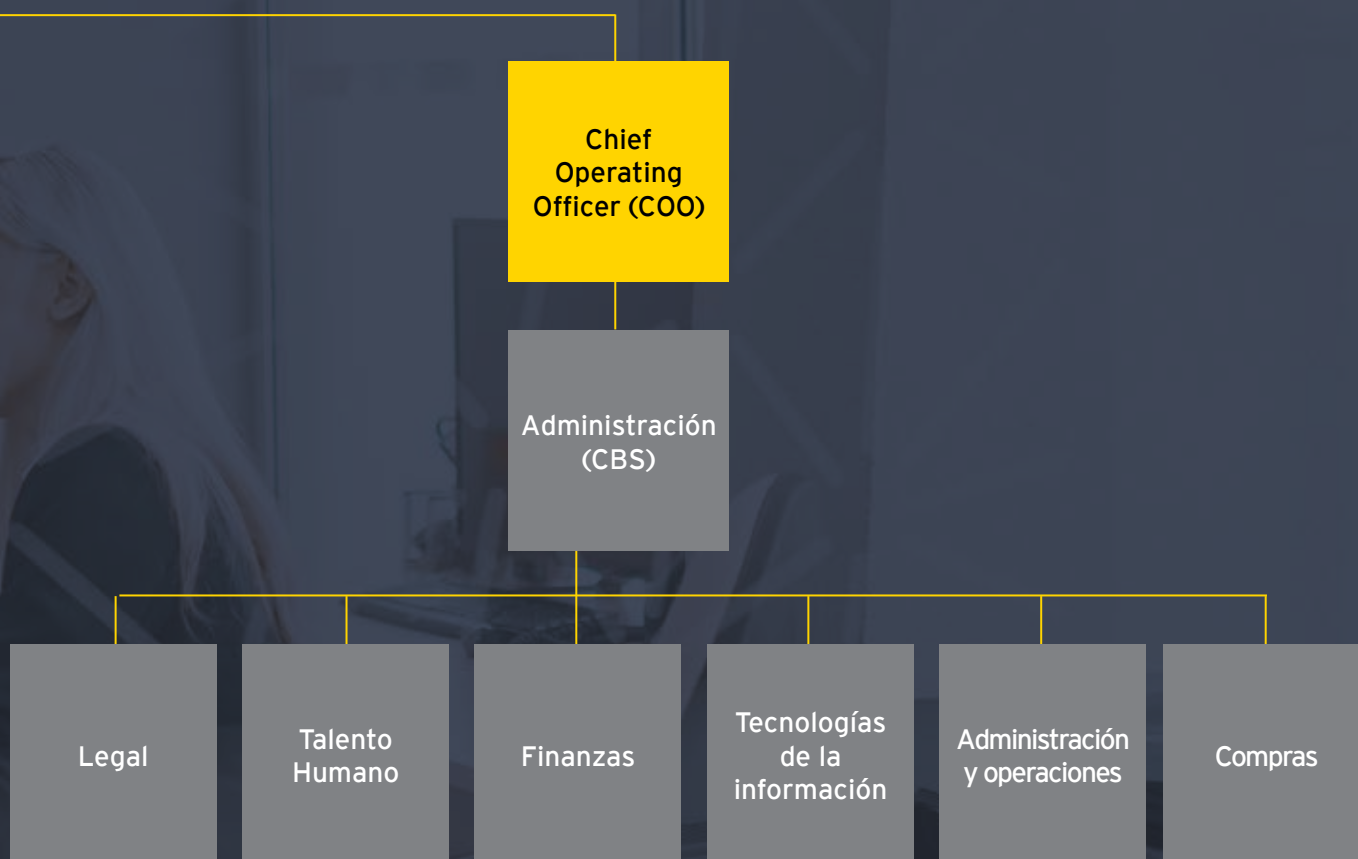 Chief
Operating
Officer (COO)
Administración
(CBS)
Legal
Talento
Humano
Finanzas
Tecnologías
de la
información
Administración
y operaciones
Compras